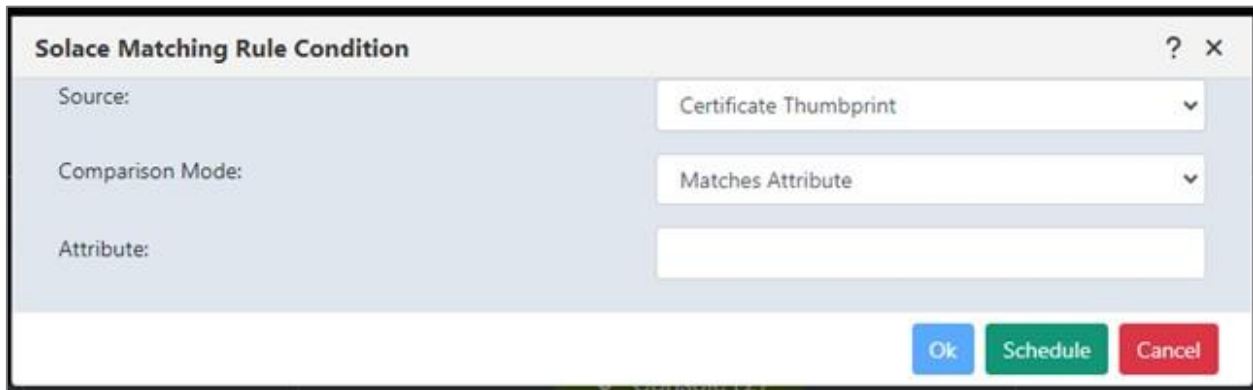 Solace Matching Rule Condition ? ×
Source: Certificate Thumbprint
Comparison Mode: Matches Attribute
Attribute:
Ok Schedule Cancel